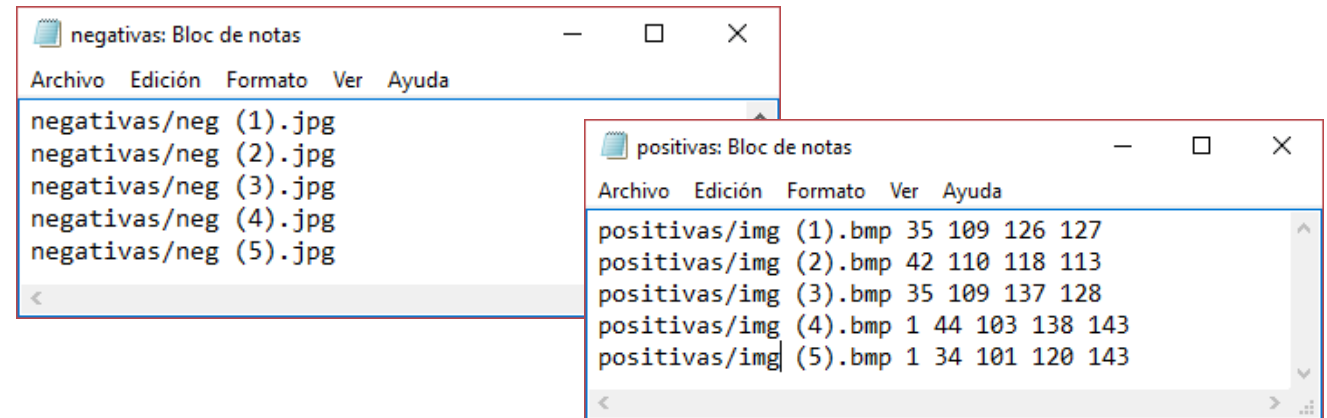 negativas: Bloc de notas
Archivo Edición Formato Ver Ayuda
negativas/neg (1).jpg
negativas/neg (2).jpg
negativas/neg (3).jpg
negativas/neg (4).jpg
negativas/neg (5).jpg
positivas: Bloc de notas
Archivo Edición Formato Ver Ayuda
positivas/img (1).bmp 35 109 126 127
positivas/img (2).bmp 42 110 118 113
positivas/img (3).bmp 35 109 137 128
positivas/img (4).bmp 1 44 103 138 143
positivas/img (5).bmp 1 34 101 120 143